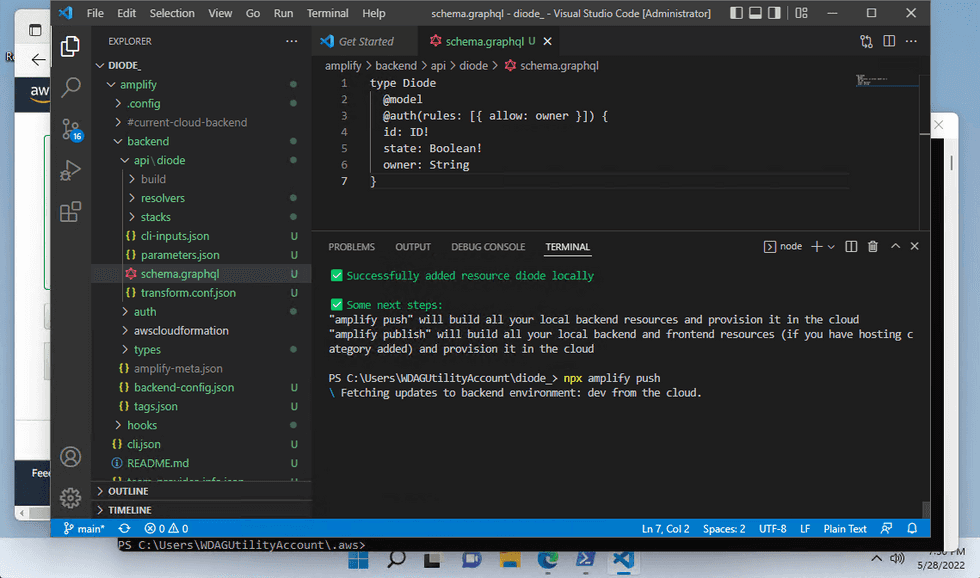 File Edit Selection View Go Run Terminal Help schema.graphql - diode_ - Visual Studio Code [Administrator]
EXPLORER ···
Get Started schema.graphql U
DIODE_
amplify > backend > api > diode > schema.graphql
amplify
.config
#current-cloud-backend
backend
api\diode
build
resolvers
stacks
cli-inputs.json U
parameters.json U
schema.graphql U
transform.conf.json U
auth
awscloudformation
types
amplify-meta.json
backend-config.json U
tags.json U
hooks
cli.json U
README.md U
OUTLINE
TIMELINE
16
1 type Diode
2 @model
3 @auth(rules: [{ allow: owner }]) {
4 id: ID!
5 state: Boolean!
6 owner: String
7 }
PROBLEMS OUTPUT DEBUG CONSOLE TERMINAL node
Successfully added resource diode locally
Some next steps:
"amplify push" will build all your local backend resources and provision it in the cloud
"amplify publish" will build all your local backend and frontend resources (if you have hosting c
ategory added) and provision it in the cloud
PS C:\Users\WDAGUtilityAccount\diode_> npx amplify push
\ Fetching updates to backend environment: dev from the cloud.
main* 0 0 Ln 7, Col 2 Spaces: 2 UTF-8 LF Plain Text
PS C:\Users\WDAGUtilityAccount\.aws>
5/28/2022
aw
Feed